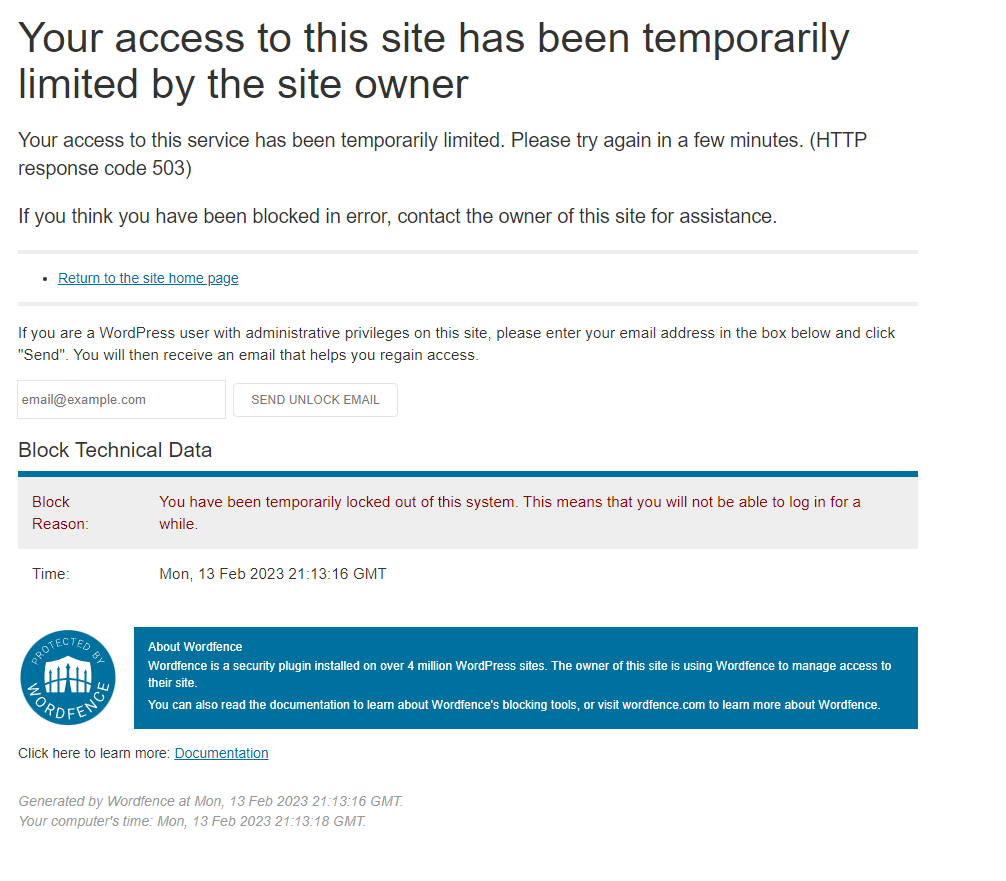 Your access to this site has been temporarily
limited by the site owner
Your access to this service has been temporarily limited. Please try again in a few minutes. (HTTP
response code 503)
If you think you have been blocked in error, contact the owner of this site for assistance.
Return to the site home page
If you are a WordPress user with administrative privileges on this site, please enter your email address in the box below and click
"Send". You will then receive an email that helps you regain access.
email@example.com SEND UNLOCK EMAIL
Block Technical Data
Block You have been temporarily locked out of this system. This means that you will not be able to log in for a
Reason: while.
Time: Mon, 13 Feb 2023 21:13:16 GMT
PROTECTED BY
WORDFENCE
About Wordfence
Wordfence is a security plugin installed on over 4 million WordPress sites. The owner of this site is using Wordfence to manage access to
their site.
You can also read the documentation to learn about Wordfence's blocking tools, or visit wordfence.com to learn more about Wordfence.
Click here to learn more: Documentation
Generated by Wordfence at Mon, 13 Feb 2023 21:13:16 GMT.
Your computer's time: Mon, 13 Feb 2023 21:13:18 GMT.